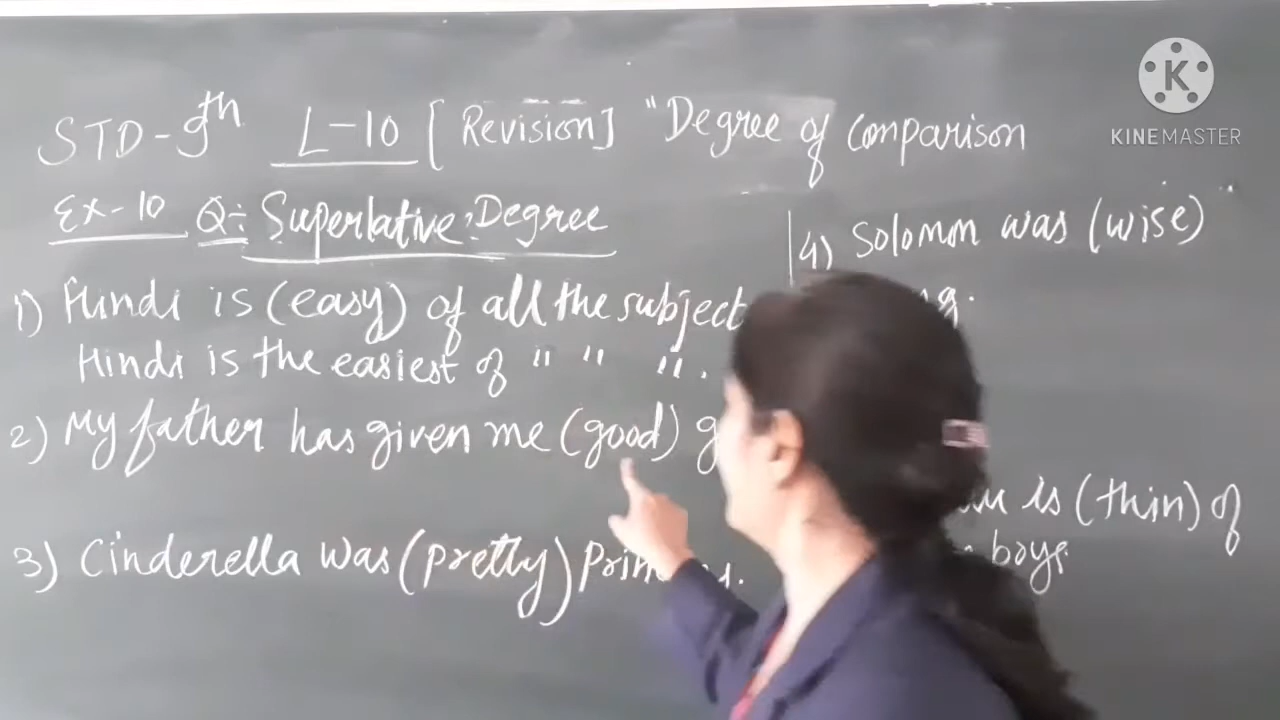 STD-9th L-10 [Revision] "Degree of Comparison"
Ex-10 Q÷ Superlative Degree
1) Hindi is (easy) of all the subject
Hindi is the easiest of " " ".
2) My father has given me (good)
3) Cinderella was (pretty)
4) Solomon was (wise)
is (thin) of
boys.
KINEMASTER